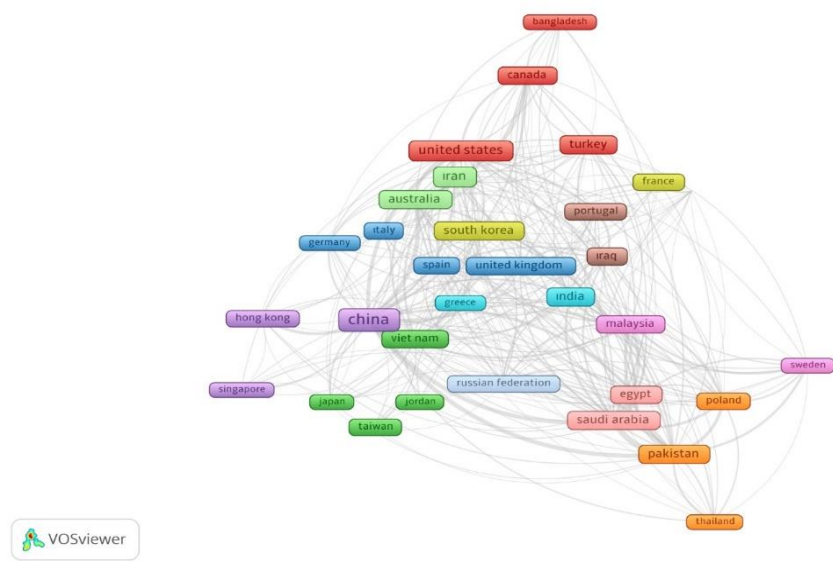 bangladesh
canada
united states
turkey
iran
france
australia
portugal
italy
south korea
germany
iraq
spain
united kingdom
india
greece
hong kong
china
malaysia
viet nam
sweden
russian federation
singapore
egypt
japan
jordan
poland
saudi arabia
taiwan
pakistan
thailand
VOSviewer